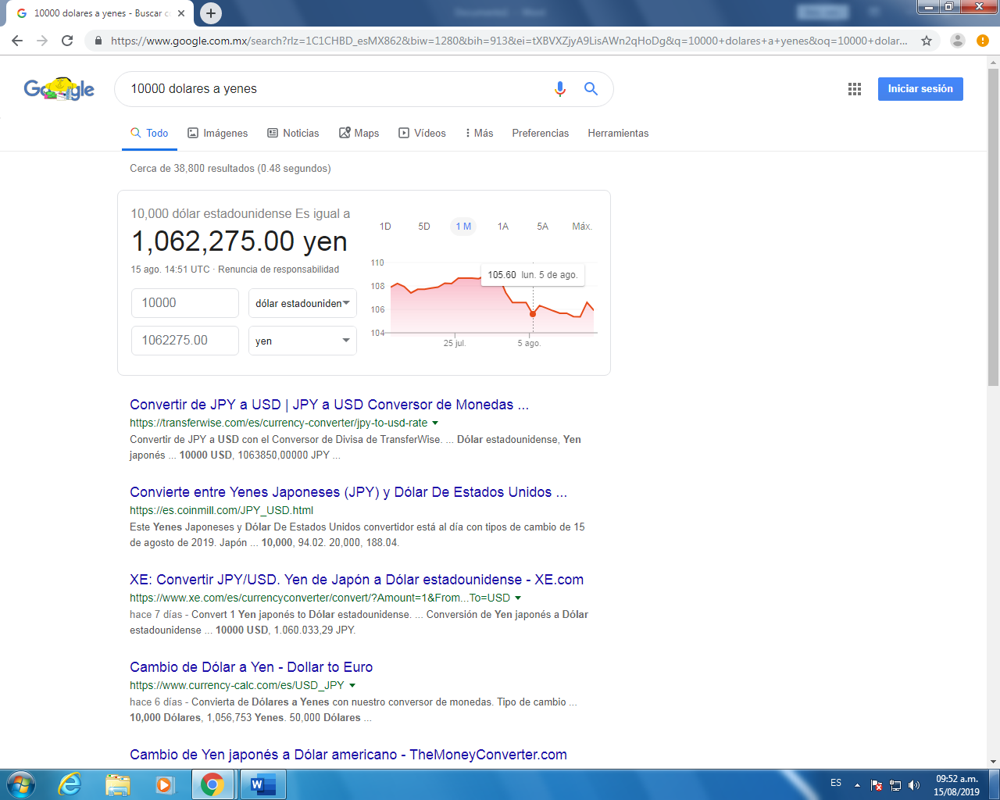 10000 dolares a yenes - Buscar c
https://www.google.com.mx/search?rlz=1C1CHBD_esMX862&biw=1280&bih=913&ei=tXBVXZjyA9LisAWn2qHoDg&q=10000+dolares+a+yenes&oq=10000+dolar...
Google
10000 dolares a yenes
Iniciar sesión
Todo Imágenes Noticias Maps Vídeos Más Preferencias Herramientas
Cerca de 38,800 resultados (0.48 segundos)
10,000 dólar estadounidense Es igual a
1,062,275.00 yen
15 ago. 14:51 UTC · Renuncia de responsabilidad
10000 dólar estadouniden
1062275.00 yen
1D 5D 1 M 1A 5A Máx.
110
108
106
104
105.60 lun. 5 de ago.
25 jul. 5 ago.
Convertir de JPY a USD | JPY a USD Conversor de Monedas ...
https://transferwise.com/es/currency-converter/jpy-to-usd-rate
Convertir de JPY a USD con el Conversor de Divisa de TransferWise. ... Dólar estadounidense, Yen
japonés ... 10000 USD, 1063850,00000 JPY ...
Convierte entre Yenes Japoneses (JPY) y Dólar De Estados Unidos ...
https://es.coinmill.com/JPY_USD.html
Este Yenes Japoneses y Dólar De Estados Unidos convertidor está al día con tipos de cambio de 15
de agosto de 2019. Japón ... 10,000, 94.02. 20,000, 188.04.
XE: Convertir JPY/USD. Yen de Japón a Dólar estadounidense - XE.com
https://www.xe.com/es/currencyconverter/convert/?Amount=1&From...To=USD
hace 7 días - Convert 1 Yen japonés to Dólar estadounidense. ... Conversión de Yen japonés a Dólar
estadounidense ... 10000 USD, 1.060.033,29 JPY.
Cambio de Dólar a Yen - Dollar to Euro
https://www.currency-calc.com/es/USD_JPY
hace 6 días - Convierta de Dólares a Yenes con nuestro conversor de monedas. Tipo de cambio ...
10,000 Dólares, 1,056,753 Yenes. 50,000 Dólares ...
Cambio de Yen japonés a Dólar americano - TheMoneyConverter.com
ES
09:52 a.m.
15/08/2019